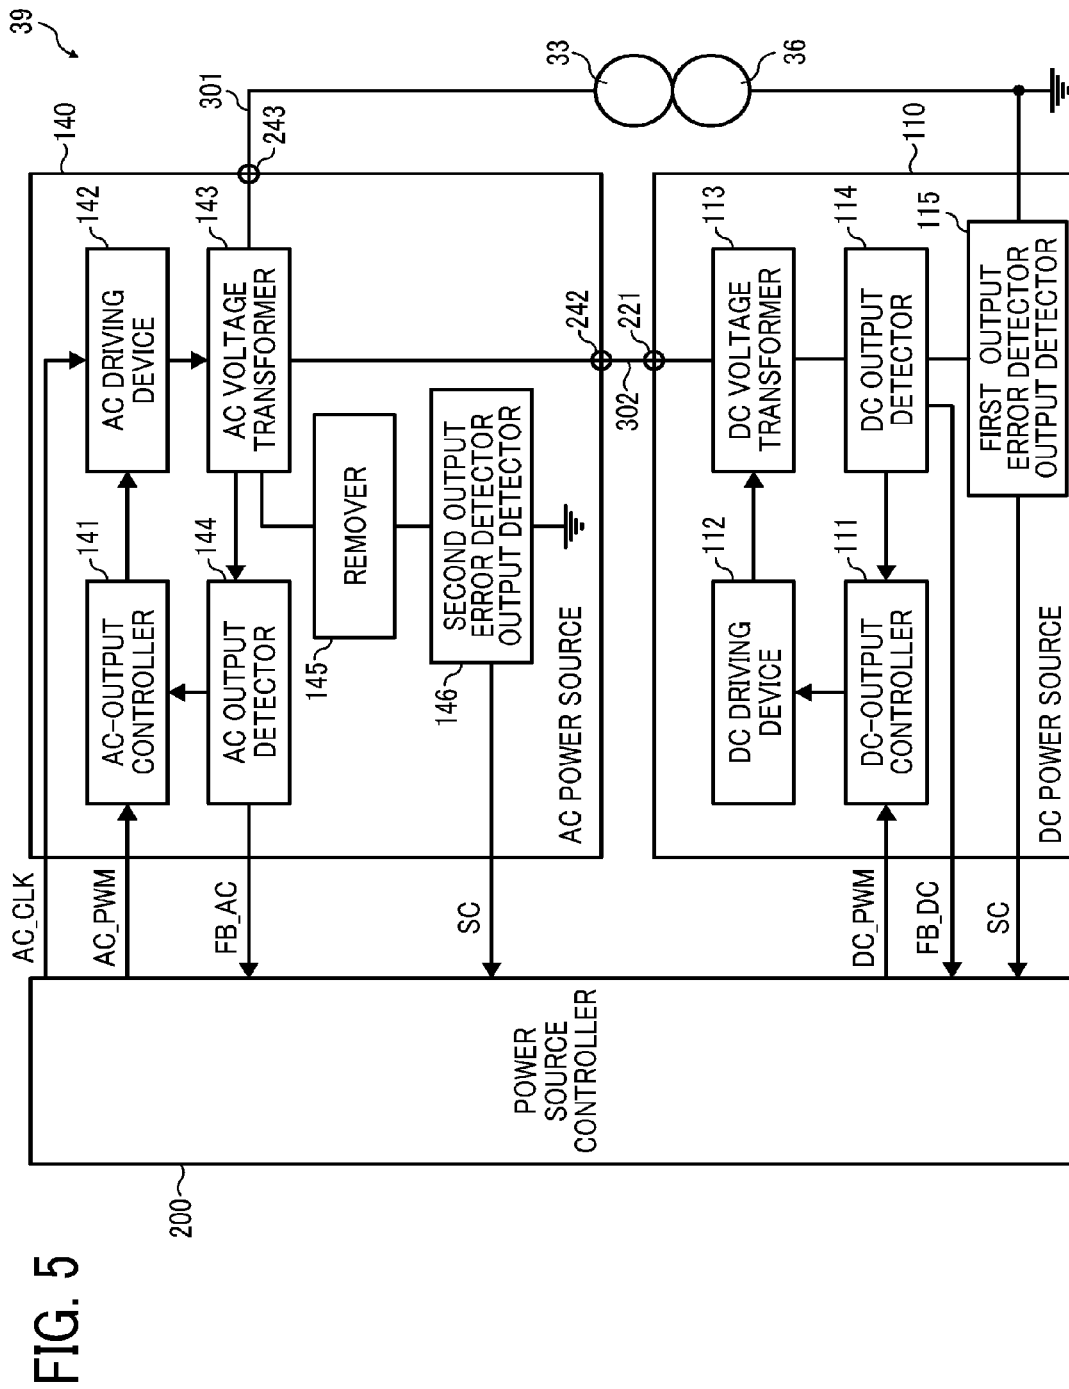 FIG. 5
39
200
POWER
SOURCE
CONTROLLER
AC_CLK
AC_PWM
FB_AC
SC
DC_PWM
FB_DC
SC
140
AC POWER SOURCE
141
AC-OUTPUT
CONTROLLER
142
AC DRIVING
DEVICE
143
AC VOLTAGE
TRANSFORMER
144
AC OUTPUT
DETECTOR
145
REMOVER
146
SECOND OUTPUT
ERROR DETECTOR
OUTPUT DETECTOR
243
301
33
36
242
221
302
110
DC POWER SOURCE
112
DC DRIVING
DEVICE
113
DC VOLTAGE
TRANSFORMER
111
DC-OUTPUT
CONTROLLER
114
DC OUTPUT
DETECTOR
115
FIRST OUTPUT
ERROR DETECTOR
OUTPUT DETECTOR